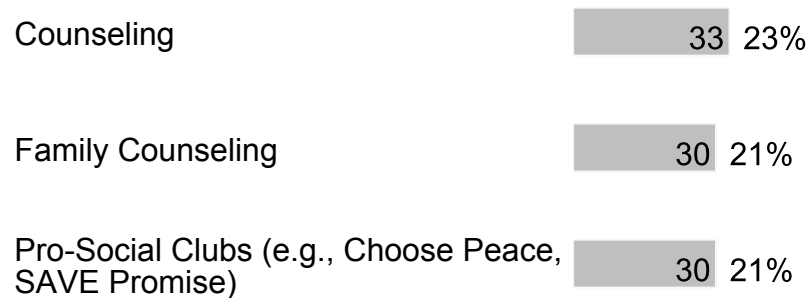 Counseling 33 23%
Family Counseling 30 21%
Pro-Social Clubs (e.g., Choose Peace,
SAVE Promise) 30 21%